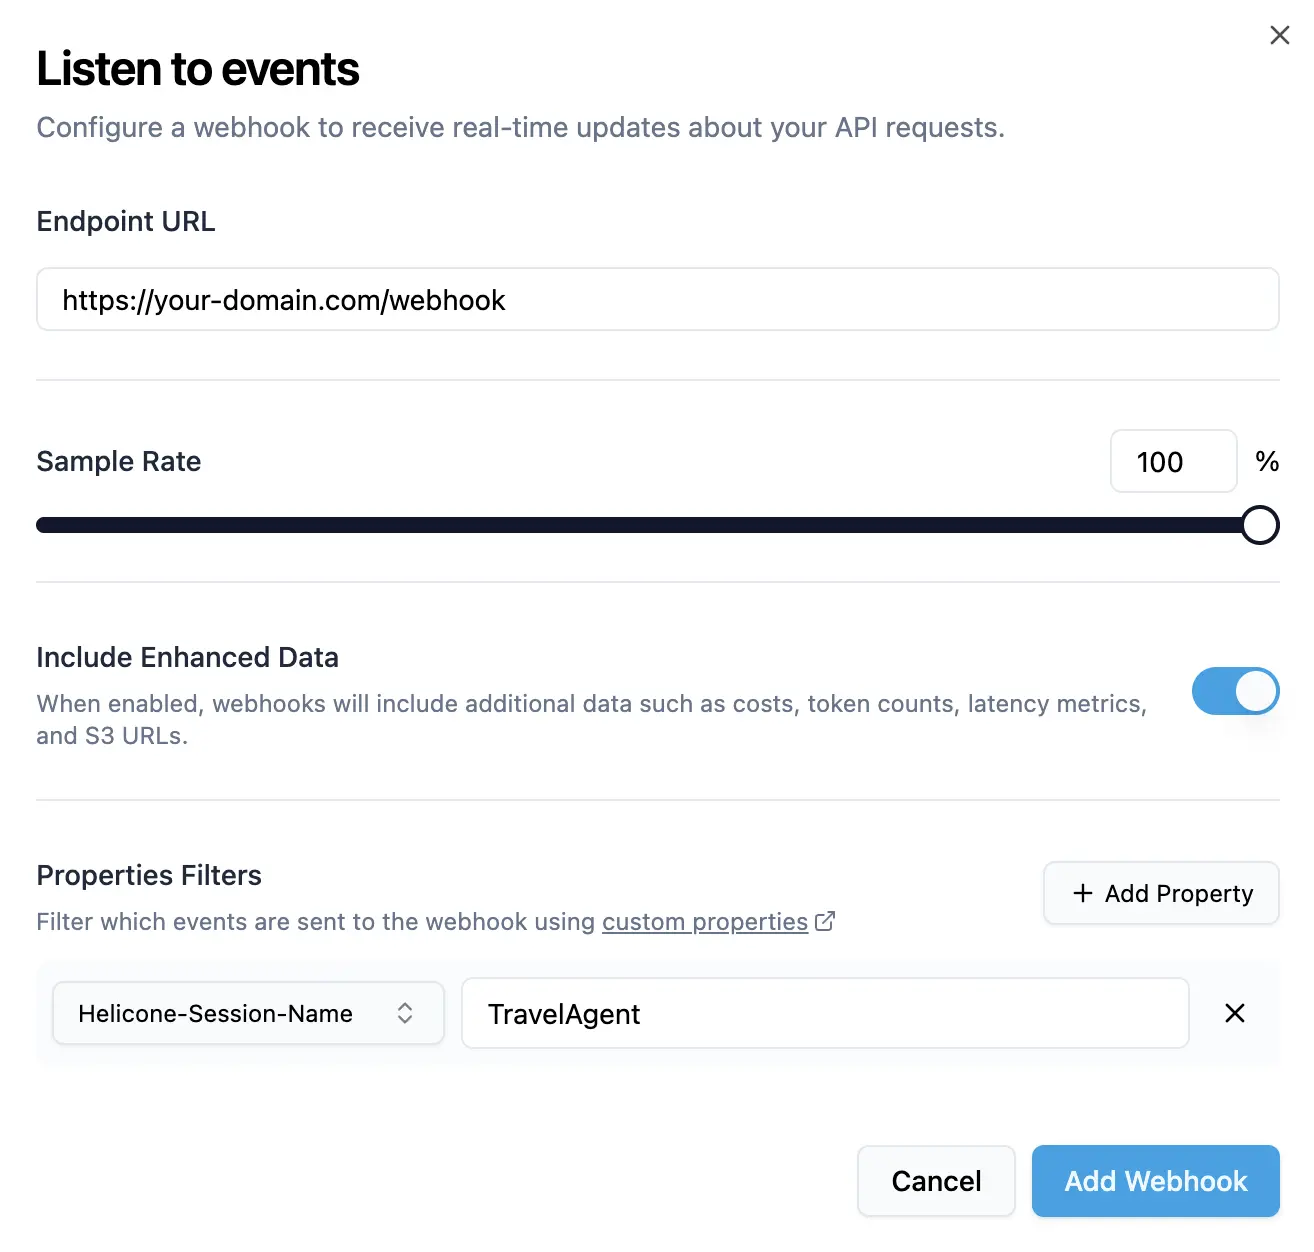 Listen to events
Configure a webhook to receive real-time updates about your API requests.
Endpoint URL
https://your-domain.com/webhook
Sample Rate
100 %
Include Enhanced Data
When enabled, webhooks will include additional data such as costs, token counts, latency metrics,
and S3 URLs.
Properties Filters
+ Add Property
Filter which events are sent to the webhook using custom properties
Helicone-Session-Name
TravelAgent
Cancel
Add Webhook